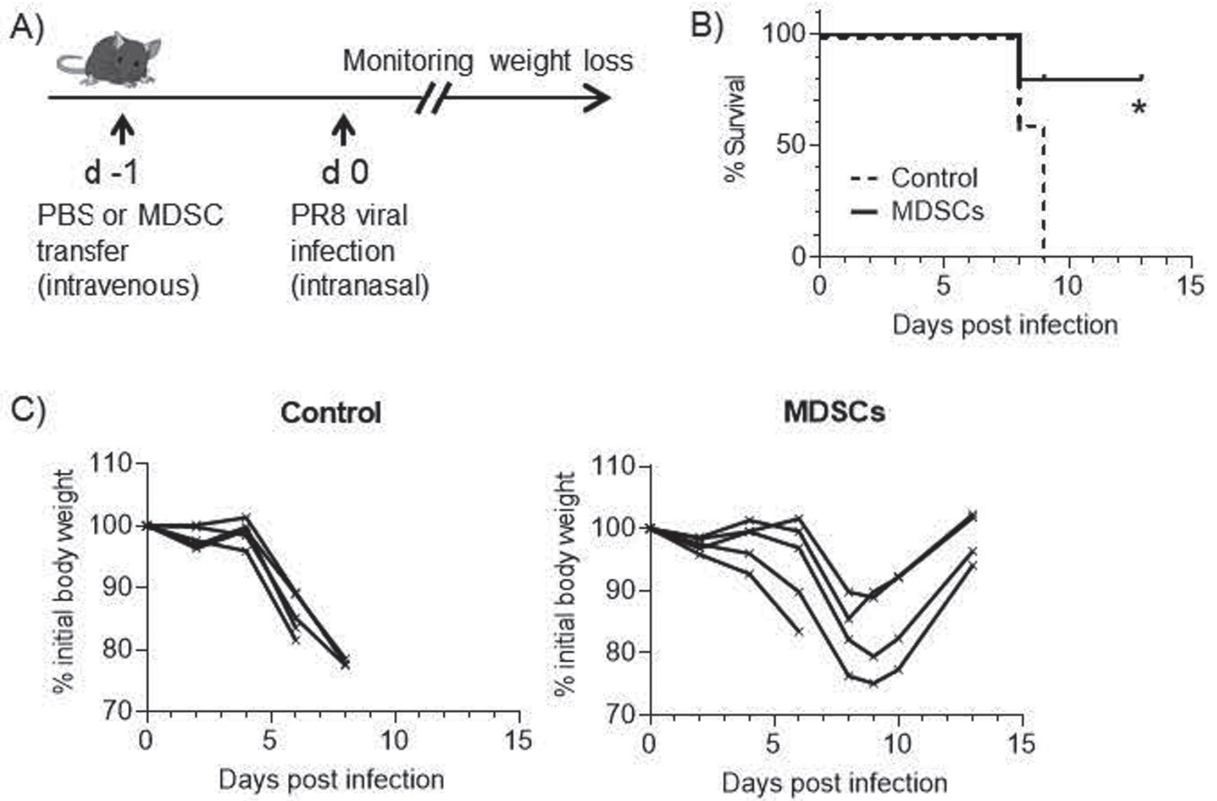 A)
Monitoring weight loss
d -1
d 0
PBS or MDSC
transfer
(intravenous)
PR8 viral
infection
(intranasal)
B)
% Survival
100
50
0
Control
MDSCs
*
0 5 10 15
Days post infection
C)
Control
% initial body weight
110
100
90
80
70
0 5 10 15
Days post infection
MDSCs
% initial body weight
110
100
90
80
70
0 5 10 15
Days post infection